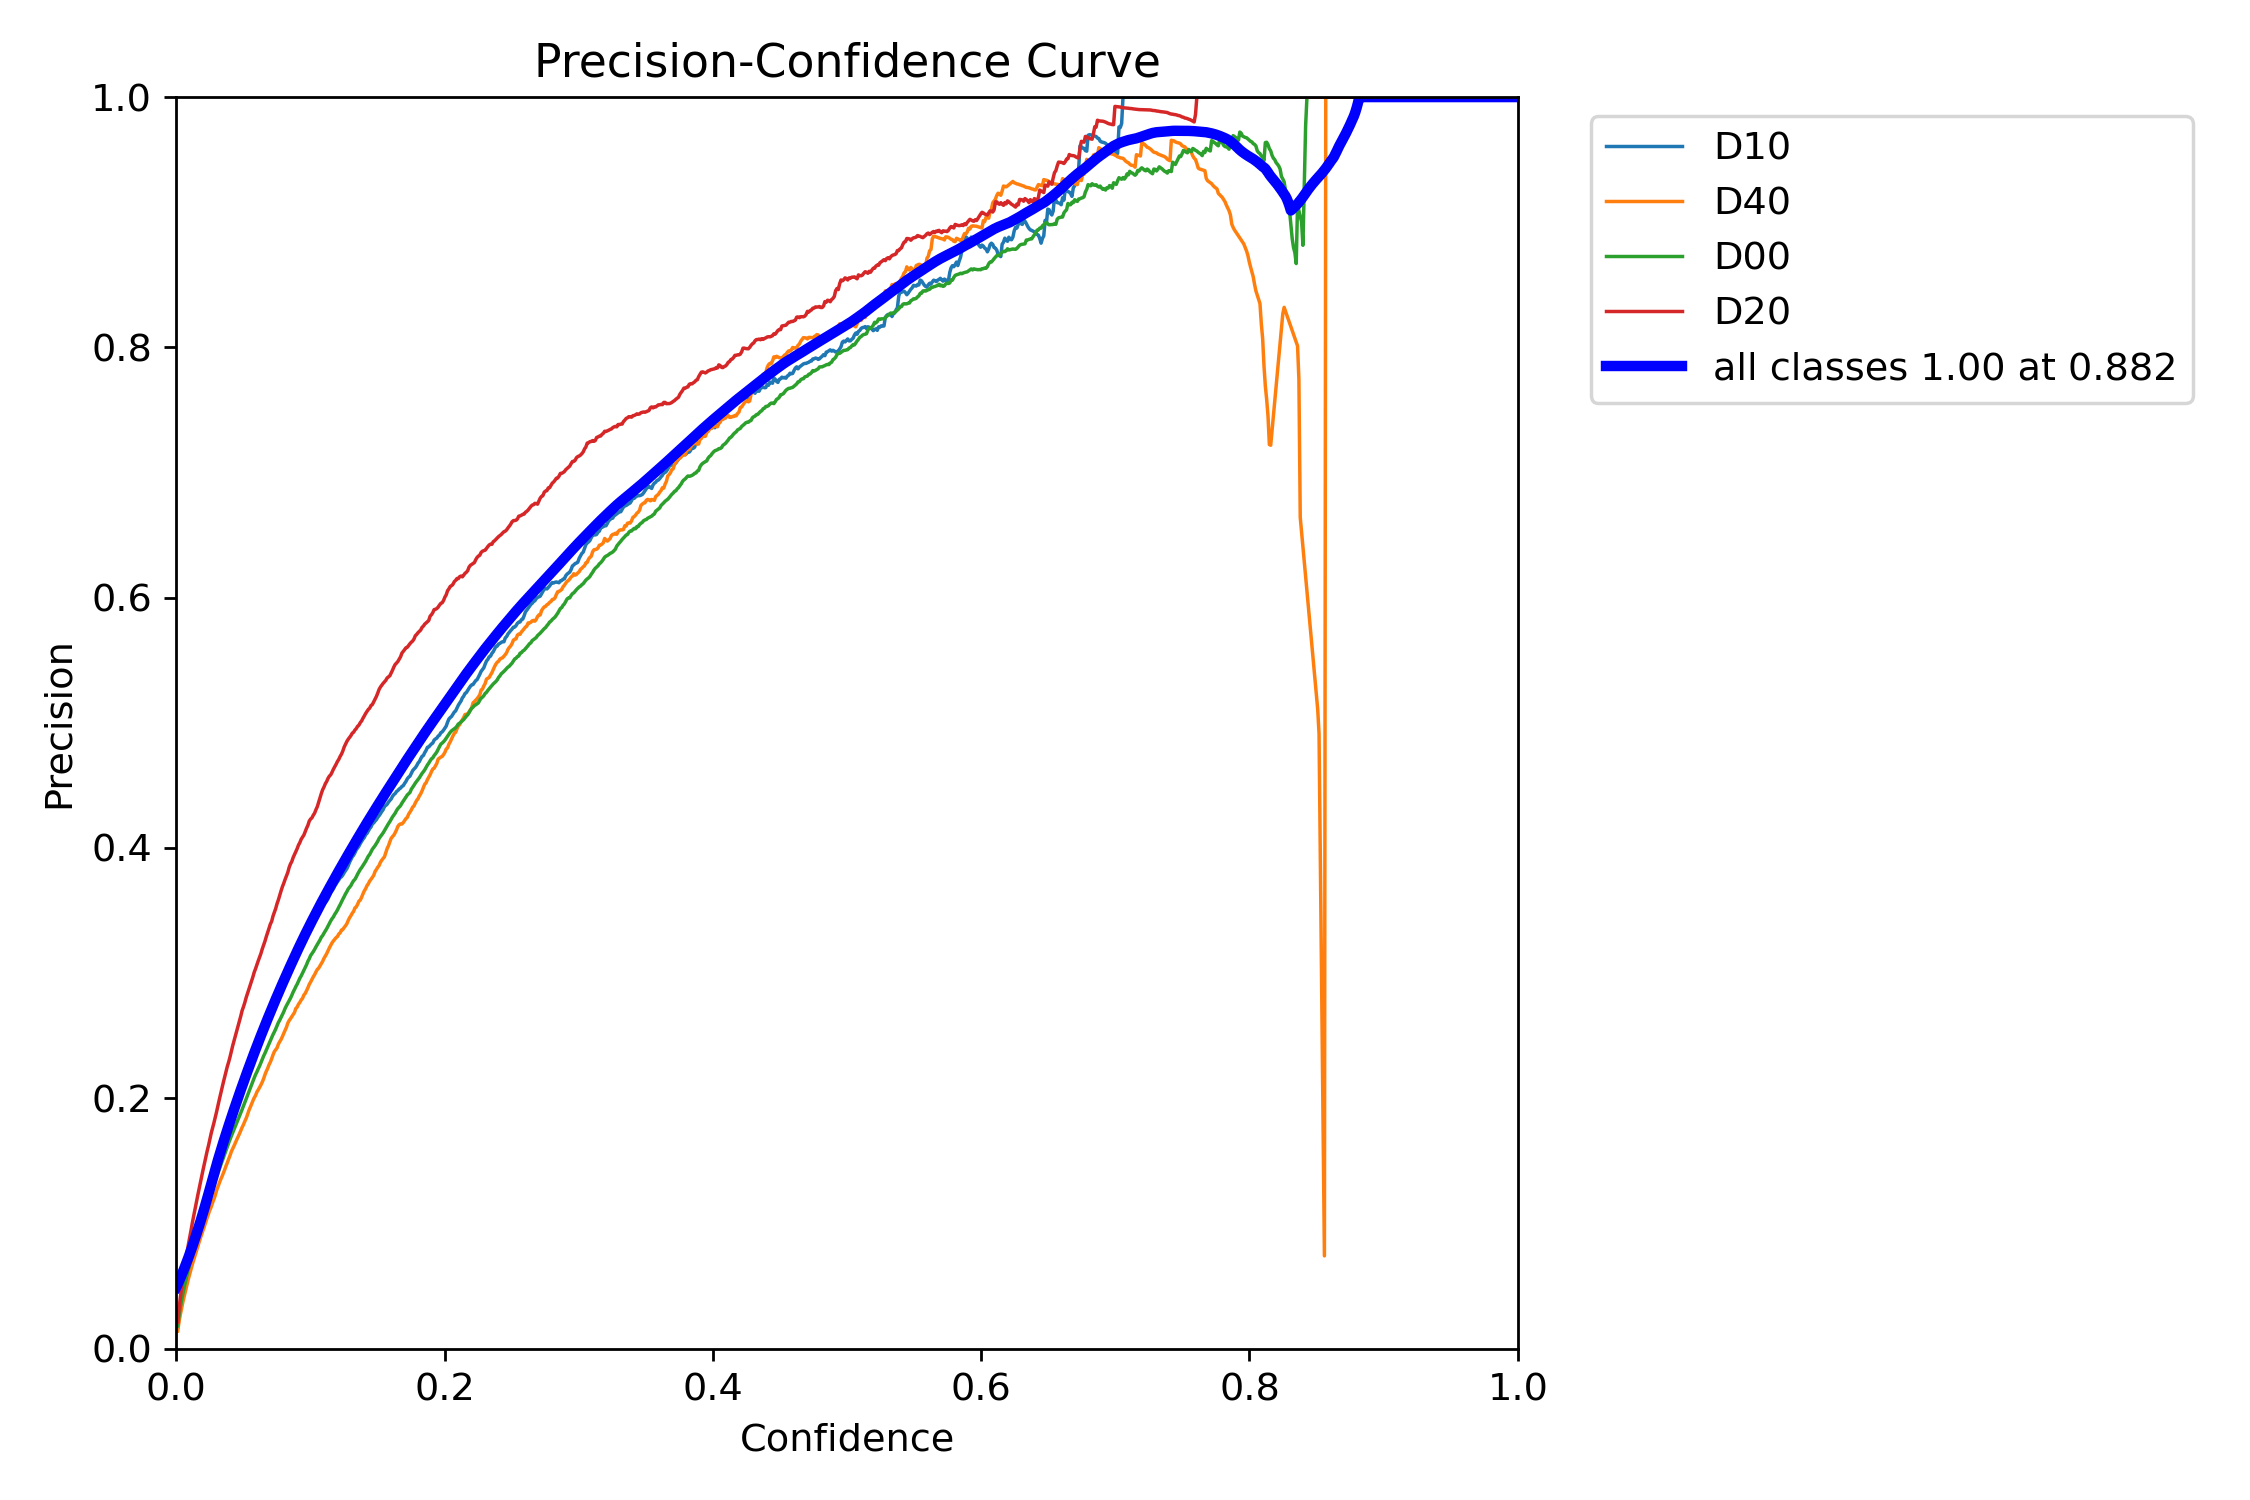 Precision-Confidence Curve
1.0
0.8
0.6
0.4
0.2
0.0
Precision
0.0 0.2 0.4 0.6 0.8 1.0
Confidence
D10
D40
D00
D20
all classes 1.00 at 0.882